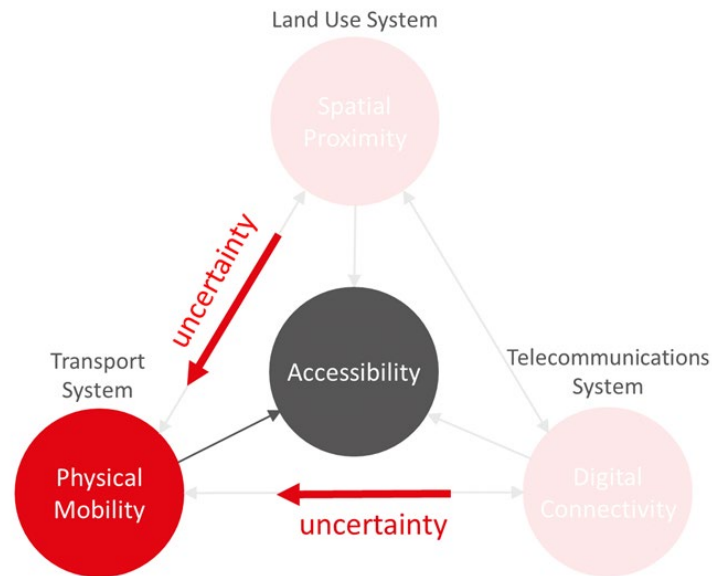 Land Use System
Spatial
Proximity
uncertainty
Transport
System
Accessibility
Telecommunications
System
Physical
Mobility
uncertainty
Digital
Connectivity